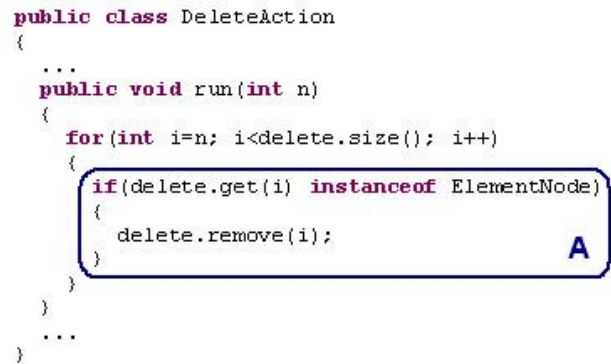 public class DeleteAction
{
...
public void run(int n)
{
for(int i=n; i<delete.size(); i++)
{
if(delete.get(i) instanceof ElementNode)
{
delete.remove(i);
}
A
}
}
...
}